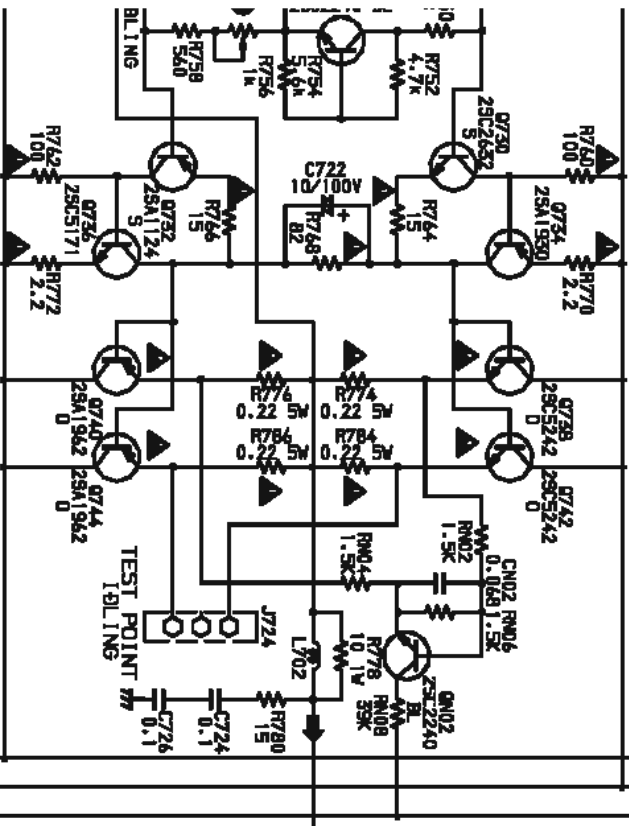 BLING
R758
560
R756
1k
R754
5.6k
R752
4.7k
Q730
2SC2632
S
R762
100
R760
100
C722
10/100V
+
Q736
2SC5171
Q732
2SA1124
S
R766
15
R768
82
R764
15
Q734
2SA1930
R772
2.2
R770
2.2
R776
0.22 5W
R774
0.22 5W
Q740
2SA1962
O
Q738
2SC5242
O
R786
0.22 5W
R784
0.22 5W
Q744
2SA1962
O
Q742
2SC5242
O
RN04
1.5K
RN02
1.5K
CN02
0.068
RN06
1.5K
TEST POINT
IDLING
J724
L702
R778
10 1W
QN02
2SC2240
BL
RN08
39K
C726
0.1
C724
0.1
R780
15